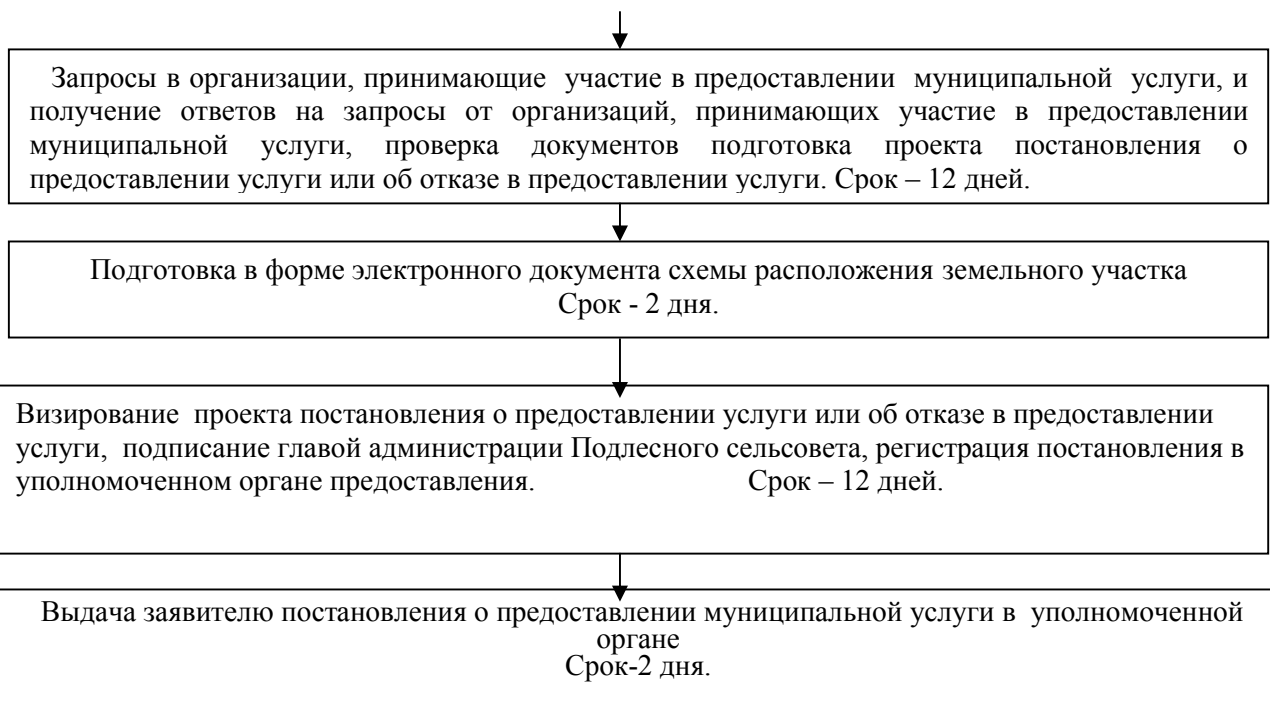 Запросы в организации, принимающие участие в предоставлении муниципальной услуги, и
получение ответов на запросы от организаций, принимающих участие в предоставлении
муниципальной услуги, проверка документов подготовка проекта постановления о
предоставлении услуги или об отказе в предоставлении услуги. Срок – 12 дней.
Подготовка в форме электронного документа схемы расположения земельного участка
Срок - 2 дня.
Визирование проекта постановления о предоставлении услуги или об отказе в предоставлении
услуги, подписание главой администрации Подлесного сельсовета, регистрация постановления в
уполномоченном органе предоставления. Срок – 12 дней.
Выдача заявителю постановления о предоставлении муниципальной услуги в уполномоченной
органе
Срок-2 дня.